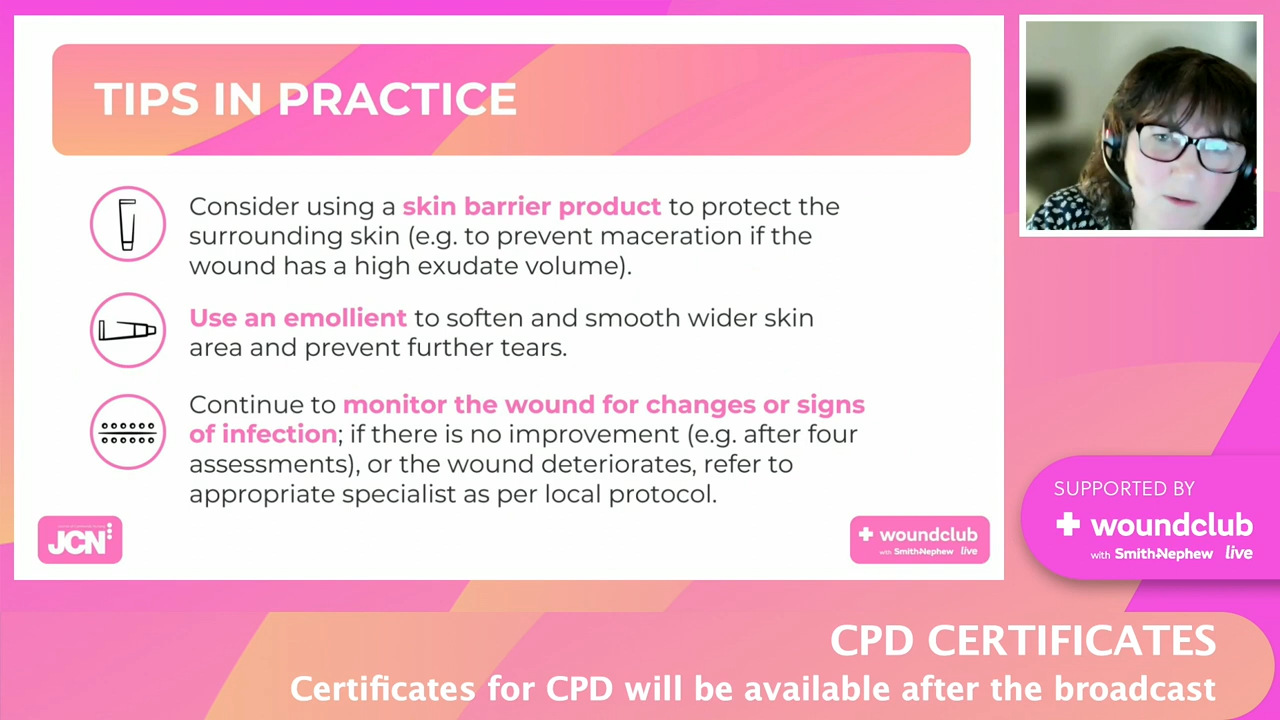 TIPS IN PRACTICE
Consider using a skin barrier product to protect the
surrounding skin (e.g. to prevent maceration if the
wound has a high exudate volume).
Use an emollient to soften and smooth wider skin
area and prevent further tears.
Continue to monitor the wound for changes or signs
of infection; if there is no improvement (e.g. after four
assessments), or the wound deteriorates, refer to
appropriate specialist as per local protocol.
JCN
woundclub
with Smith+Nephew live
SUPPORTED BY
woundclub
with Smith+Nephew live
CPD CERTIFICATES
Certificates for CPD will be available after the broadcast